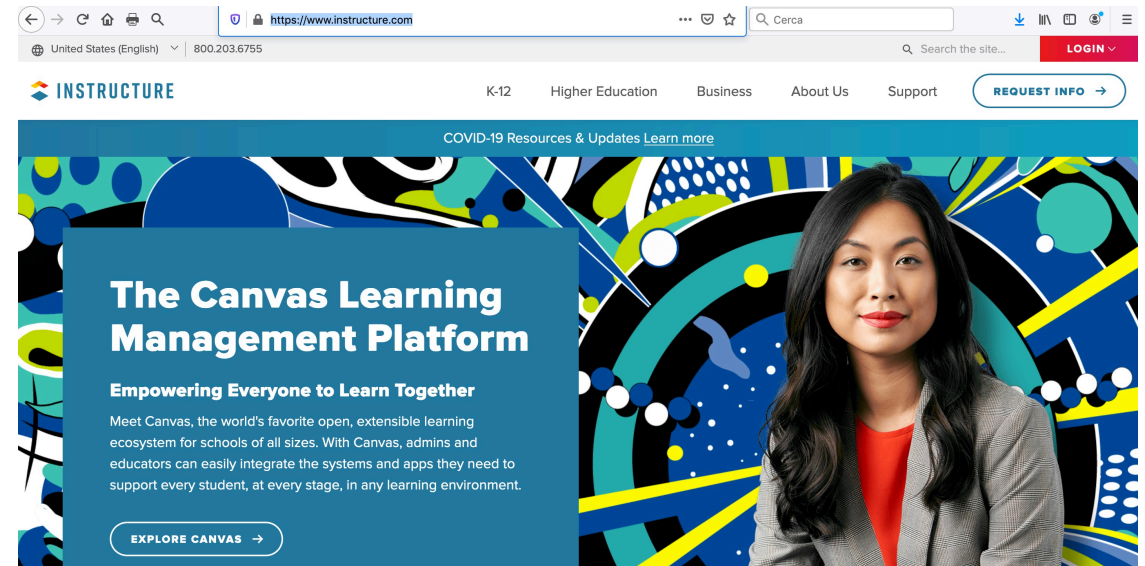 https://www.instructure.com
Cerca
United States (English)
800.203.6755
Search the site...
LOGIN
INSTRUCTURE
K-12
Higher Education
Business
About Us
Support
REQUEST INFO →
COVID-19 Resources & Updates Learn more
The Canvas Learning
Management Platform
Empowering Everyone to Learn Together
Meet Canvas, the world's favorite open, extensible learning
ecosystem for schools of all sizes. With Canvas, admins and
educators can easily integrate the systems and apps they need to
support every student, at every stage, in any learning environment.
EXPLORE CANVAS →